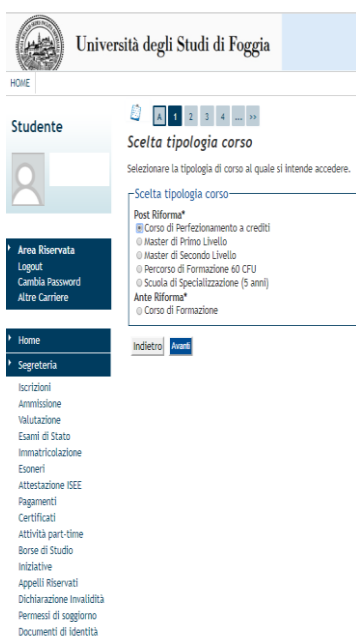 Università degli Studi di Foggia
HOME
Studente
A 1 2 3 4 ... >>
Scelta tipologia corso
Selezionare la tipologia di corso al quale si intende accedere.
Scelta tipologia corso
Post Riforma*
Corso di Perfezionamento a crediti
Master di Primo Livello
Master di Secondo Livello
Percorso di Formazione 60 CFU
Scuola di Specializzazione (5 anni)
Ante Riforma*
Corso di Formazione
Indietro Avanti
Area Riservata
Logout
Cambia Password
Altre Carriere
Home
Segreteria
Iscrizioni
Ammissione
Valutazione
Esami di Stato
Immatricolazione
Esoneri
Attestazione ISEE
Pagamenti
Certificati
Attività part-time
Borse di Studio
Iniziative
Appelli Riservati
Dichiarazione Invalidità
Permessi di soggiorno
Documenti di identità